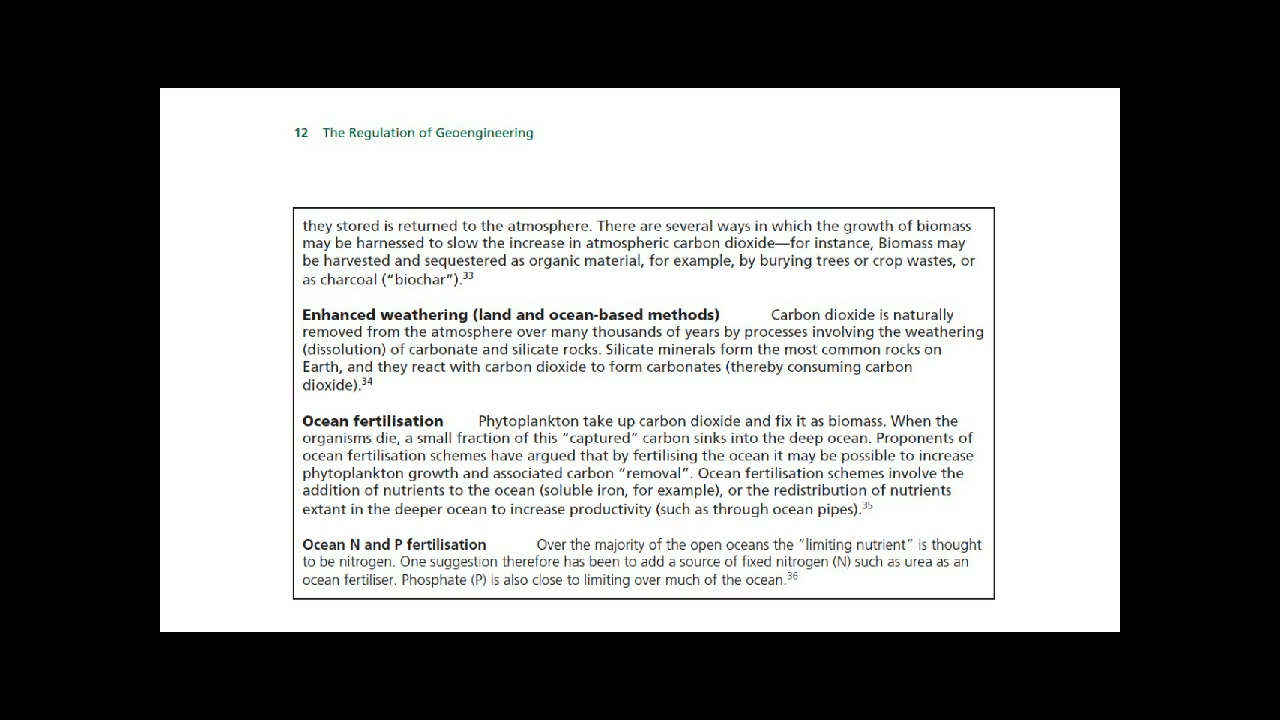 12 The Regulation of Geoengineering
they stored is returned to the atmosphere. There are several ways in which the growth of biomass
may be harnessed to slow the increase in atmospheric carbon dioxide—for instance, Biomass may
be harvested and sequestered as organic material, for example, by burying trees or crop wastes, or
as charcoal (“biochar”).33
Enhanced weathering (land and ocean-based methods) Carbon dioxide is naturally
removed from the atmosphere over many thousands of years by processes involving the weathering
(dissolution) of carbonate and silicate rocks. Silicate minerals form the most common rocks on
Earth, and they react with carbon dioxide to form carbonates (thereby consuming carbon
dioxide).34
Ocean fertilisation Phytoplankton take up carbon dioxide and fix it as biomass. When the
organisms die, a small fraction of this “captured” carbon sinks into the deep ocean. Proponents of
ocean fertilisation schemes have argued that by fertilising the ocean it may be possible to increase
phytoplankton growth and associated carbon “removal”. Ocean fertilisation schemes involve the
addition of nutrients to the ocean (soluble iron, for example), or the redistribution of nutrients
extant in the deeper ocean to increase productivity (such as through ocean pipes).35
Ocean N and P fertilisation Over the majority of the open oceans the “limiting nutrient” is thought
to be nitrogen. One suggestion therefore has been to add a source of fixed nitrogen (N) such as urea as an
ocean fertiliser. Phosphate (P) is also close to limiting over much of the ocean.36